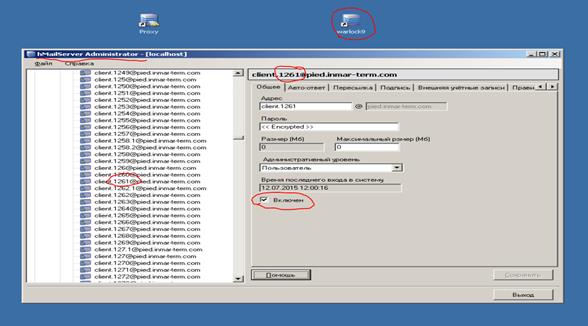 Proxy
warlock9
hMailServer Administrator - [localhost]
Файл Справка
client.1249@pied.inmar-term.com
client.125@pied.inmar-term.com
client.1250@pied.inmar-term.com
client.1251@pied.inmar-term.com
client.1252@pied.inmar-term.com
client.1253@pied.inmar-term.com
client.1254@pied.inmar-term.com
client.1255@pied.inmar-term.com
client.1256@pied.inmar-term.com
client.1257@pied.inmar-term.com
client.1258.1@pied.inmar-term.com
client.1258.2@pied.inmar-term.com
client.1259@pied.inmar-term.com
client.126@pied.inmar-term.com
client.1260@pied.inmar-term.com
client.1261@pied.inmar-term.com
client.1262.1@pied.inmar-term.com
client.1262@pied.inmar-term.com
client.1263@pied.inmar-term.com
client.1264@pied.inmar-term.com
client.1265@pied.inmar-term.com
client.1266@pied.inmar-term.com
client.1267@pied.inmar-term.com
client.1268@pied.inmar-term.com
client.1269@pied.inmar-term.com
client.127.1@pied.inmar-term.com
client.127@pied.inmar-term.com
client.1270@pied.inmar-term.com
client.1271@pied.inmar-term.com
client.1272@pied.inmar-term.com
client.1261@pied.inmar-term.com
Общее Авто-ответ Пересылка Подпись Внешняя учётные записи Прави
Адрес
client.1261 @ pied.inmar-term.com
Пароль
<< Encrypted >>
Размер (Мб) Максимальный рзмер (Мб)
0 0
Административный уровень
Пользователь
Время последнего входа в систему
12.07.2015 12:00:16
Включен
Помощь Сохранить
Выход